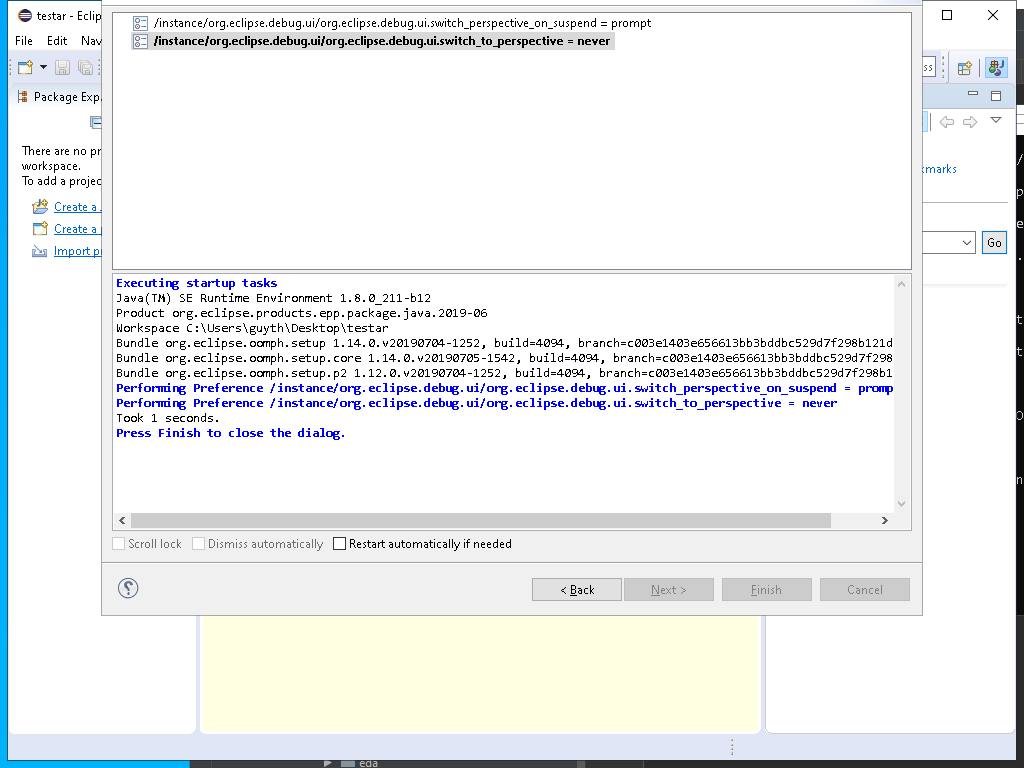 testar - Eclip
File Edit Nav
Package Exp
There are no pr
workspace.
To add a projec
Create a
Create a
Import p
/instance/org.eclipse.debug.ui/org.eclipse.debug.ui.switch_perspective_on_suspend = prompt
/instance/org.eclipse.debug.ui/org.eclipse.debug.ui.switch_to_perspective = never
Executing startup tasks
Java(TM) SE Runtime Environment 1.8.0_211-b12
Product org.eclipse.products.epp.package.java.2019-06
Workspace C:\Users\guyth\Desktop\testar
Bundle org.eclipse.oomph.setup 1.14.0.v20190704-1252, build=4094, branch=c003e1403e656613bb3bddbc529d7f298b121d
Bundle org.eclipse.oomph.setup.core 1.14.0.v20190705-1542, build=4094, branch=c003e1403e656613bb3bddbc529d7f298
Bundle org.eclipse.oomph.setup.p2 1.12.0.v20190704-1252, build=4094, branch=c003e1403e656613bb3bddbc529d7f298b1
Performing Preference /instance/org.eclipse.debug.ui/org.eclipse.debug.ui.switch_perspective_on_suspend = promp
Performing Preference /instance/org.eclipse.debug.ui/org.eclipse.debug.ui.switch_to_perspective = never
Took 1 seconds.
Press Finish to close the dialog.
Scroll lock Dismiss automatically Restart automatically if needed
< Back Next > Finish Cancel
ss
kmarks
Go
eda